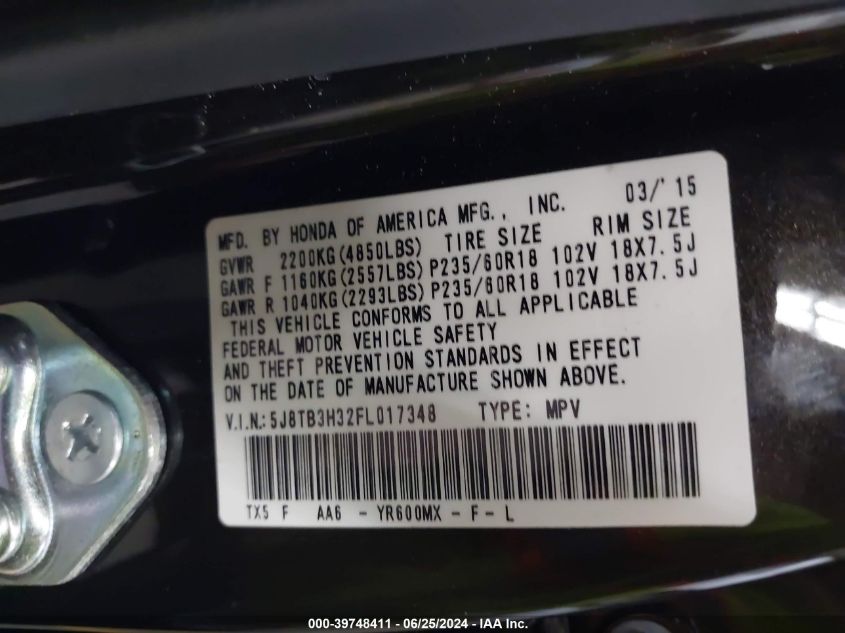 MFD. BY HONDA OF AMERICA MFG., INC. 03/'15
GVWR 2200KG(4850LBS) TIRE SIZE RIM SIZE
GAWR F 1160KG(2557LBS) P235/60R18 102V 18X7.5J
GAWR R 1040KG(2293LBS) P235/60R18 102V 18X7.5J
THIS VEHICLE CONFORMS TO ALL APPLICABLE
FEDERAL MOTOR VEHICLE SAFETY
AND THEFT PREVENTION STANDARDS IN EFFECT
ON THE DATE OF MANUFACTURE SHOWN ABOVE.
V.I.N.: 5J8TB3H32FL017348 TYPE: MPV
TX5 F AA6 - YR600MX - F - L
000-39748411 - 06/25/2024 - IAA Inc.